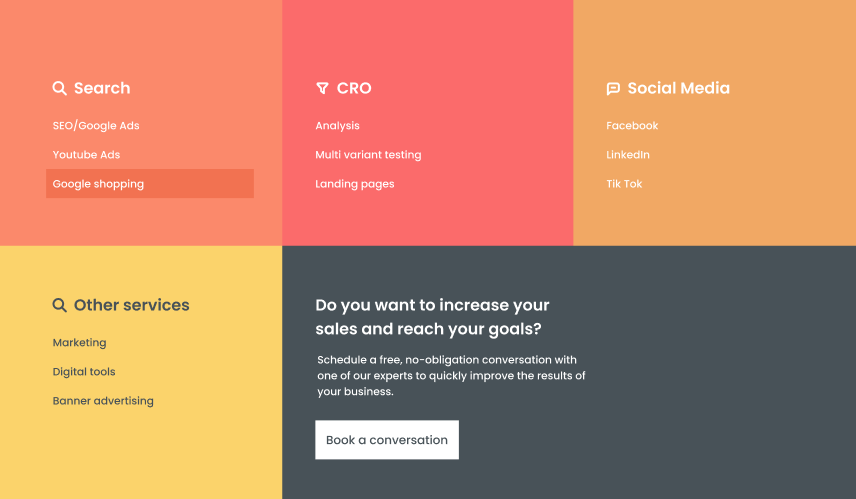 Search
SEO/Google Ads
Youtube Ads
Google shopping
CRO
Analysis
Multi variant testing
Landing pages
Social Media
Facebook
LinkedIn
Tik Tok
Other services
Marketing
Digital tools
Banner advertising
Do you want to increase your
sales and reach your goals?
Schedule a free, no-obligation conversation with
one of our experts to quickly improve the results of
your business.
Book a conversation